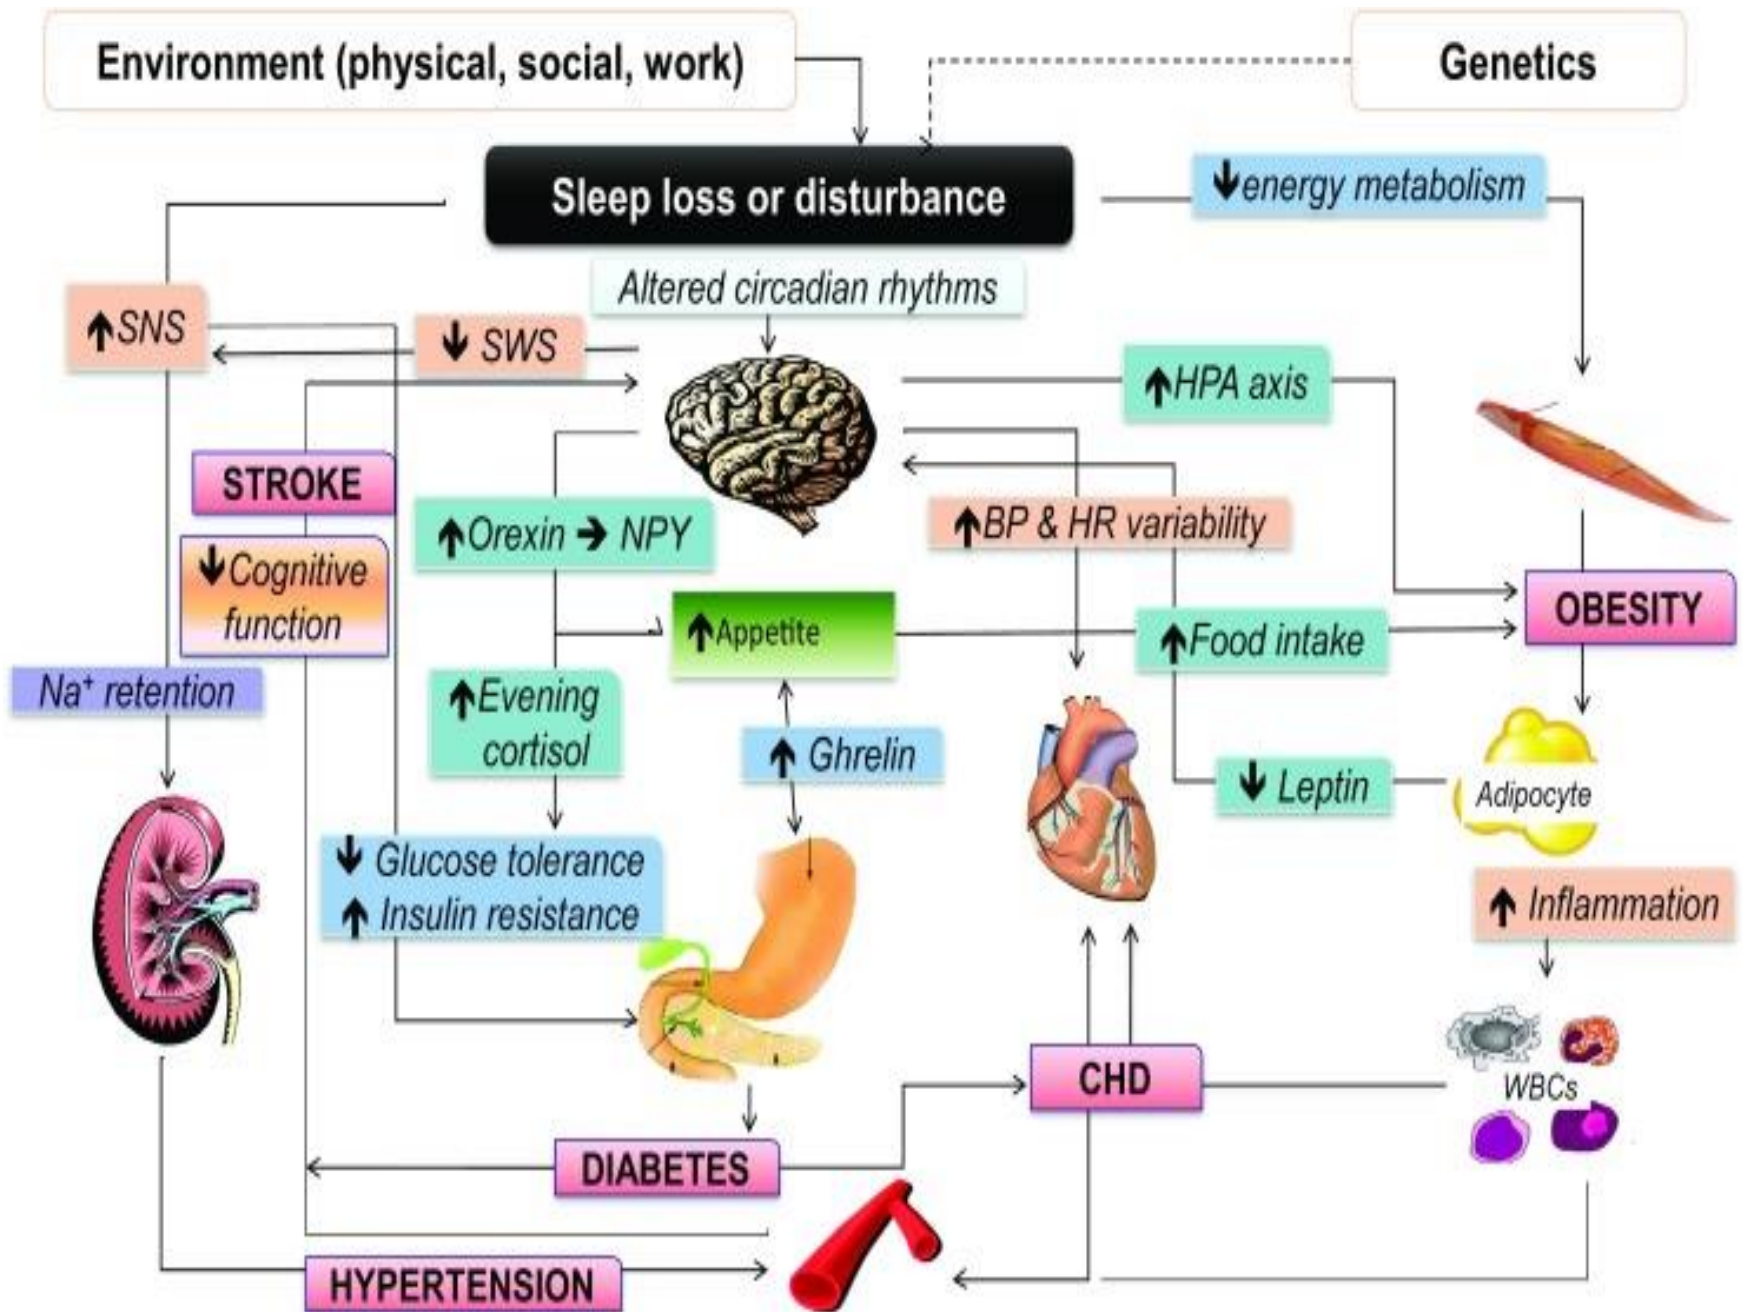 Environment (physical, social, work)
Genetics
Sleep loss or disturbance
🡇energy metabolism
Altered circadian rhythms
🡅SNS
🡇 SWS
🡅HPA axis
STROKE
🡅Orexin ➔ NPY
🡅BP & HR variability
🡇Cognitive
function
OBESITY
🡅Appetite
🡅Food intake
Na⁺ retention
🡅Evening
cortisol
🡅 Ghrelin
🡇 Leptin
Adipocyte
🡇 Glucose tolerance
🡅 Insulin resistance
🡅 Inflammation
CHD
WBCs
DIABETES
HYPERTENSION